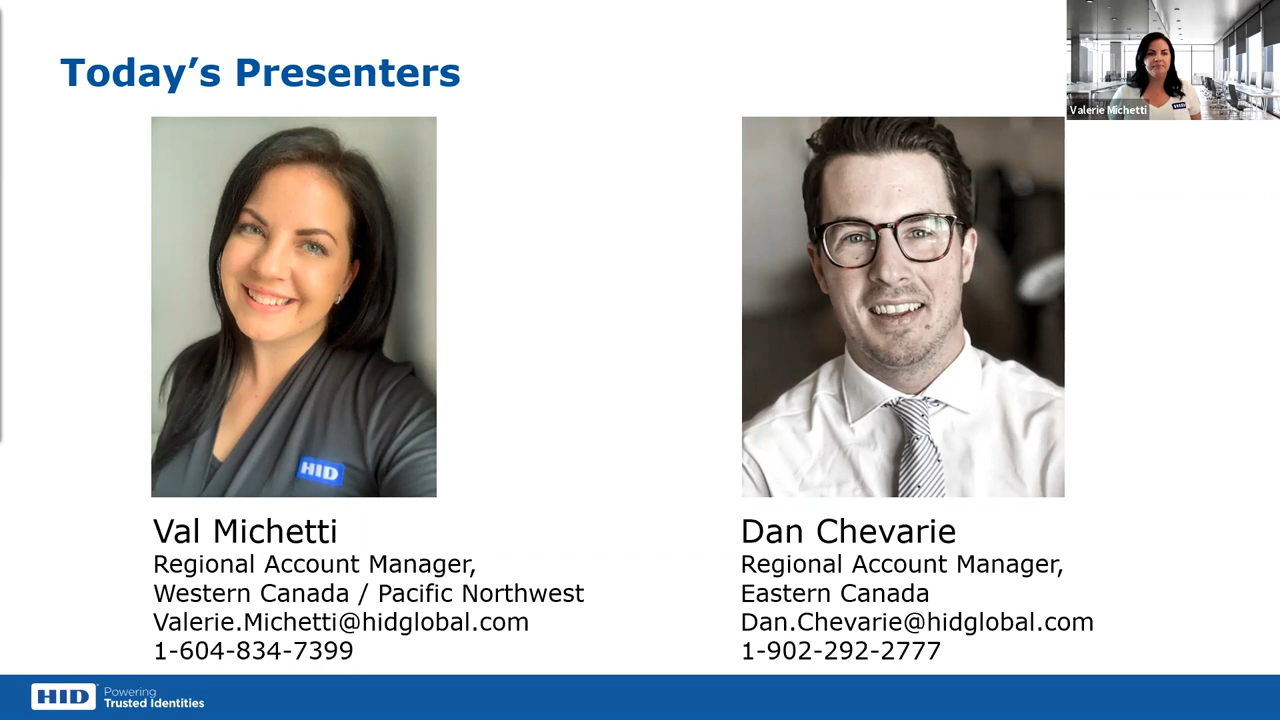 Today’s Presenters
Valerie Michetti
HID
HID
Val Michetti
Regional Account Manager,
Western Canada / Pacific Northwest
Valerie.Michetti@hidglobal.com
1-604-834-7399
Dan Chevarie
Regional Account Manager,
Eastern Canada
Dan.Chevarie@hidglobal.com
1-902-292-2777
HID
Powering
Trusted Identities